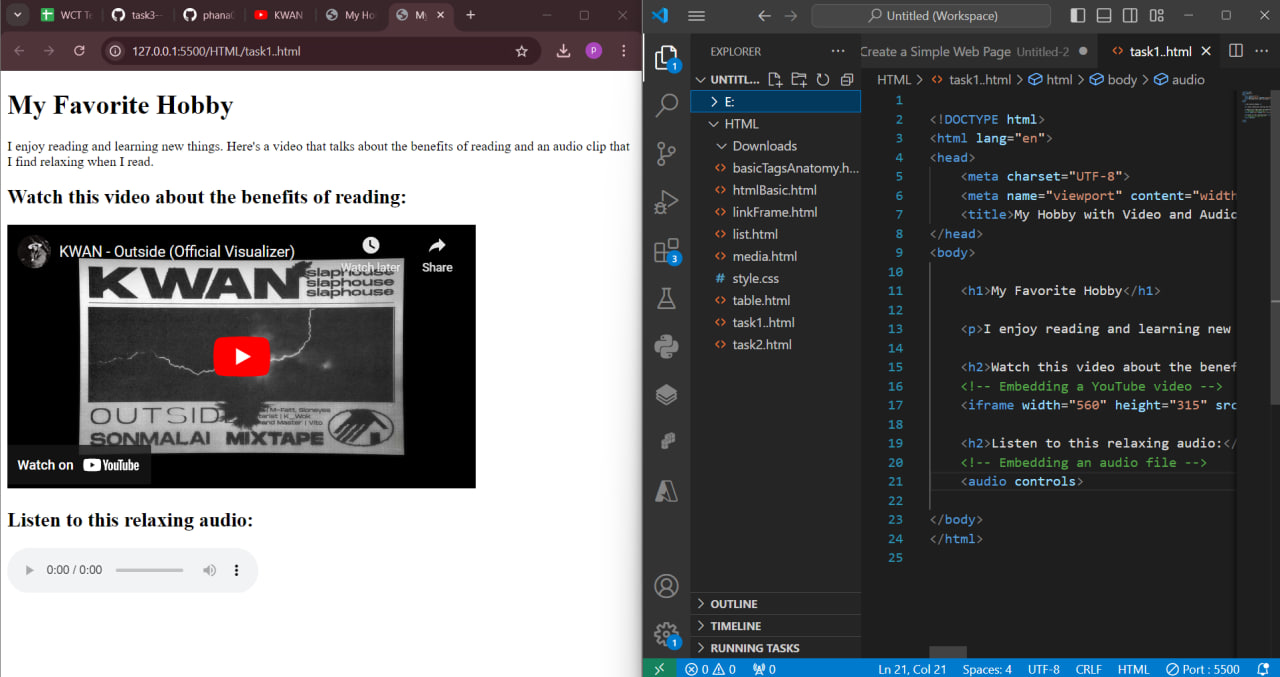 WCT Te
task3-
phana
KWAN
My Ho
My
127.0.0.1:5500/HTML/task1..html
P
My Favorite Hobby
I enjoy reading and learning new things. Here's a video that talks about the benefits of reading and an audio clip that
I find relaxing when I read.
Watch this video about the benefits of reading:
KWAN - Outside (Official Visualizer)
Watch later
Share
KWAN
slaphouse
slaphouse
slaphouse
OUTSID
SONMALAI MIXTAPE
Watch on YouTube
Listen to this relaxing audio:
0:00 / 0:00
Untitled (Workspace)
EXPLORER
Create a Simple Web Page Untitled-2
task1..html
UNTITL...
HTML > task1..html > html > body > audio
1
E:
HTML
Downloads
basicTagsAnatomy.h...
htmlBasic.html
linkFrame.html
list.html
media.html
style.css
table.html
task1..html
task2.html
3
1
OUTLINE
TIMELINE
RUNNING TASKS
1
2 <!DOCTYPE html>
3 <html lang="en">
4 <head>
5 <meta charset="UTF-8">
6 <meta name="viewport" content="width
7 <title>My Hobby with Video and Audio
8 </head>
9 <body>
10
11 <h1>My Favorite Hobby</h1>
12
13 <p>I enjoy reading and learning new
14
15 <h2>Watch this video about the benef
16 <!-- Embedding a YouTube video -->
17 <iframe width="560" height="315" src
18
19 <h2>Listen to this relaxing audio:</
20 <!-- Embedding an audio file -->
21 <audio controls>
22
23 </body>
24 </html>
25
0 0 0
Ln 21, Col 21 Spaces: 4 UTF-8 CRLF HTML Port : 5500